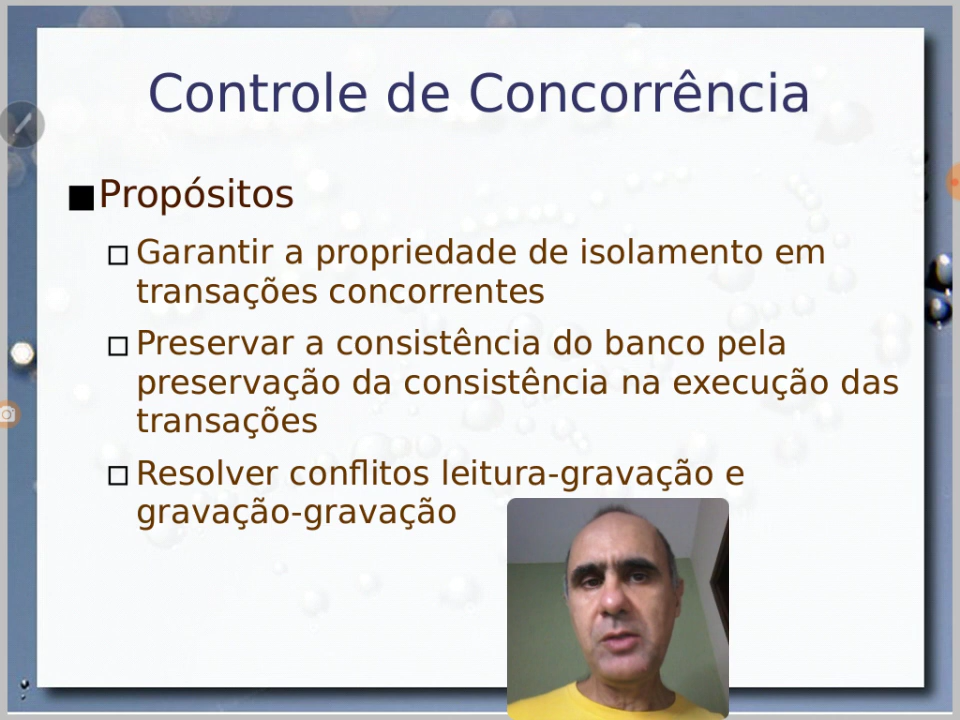 Controle de Concorrência
Propósitos
Garantir a propriedade de isolamento em
transações concorrentes
Preservar a consistência do banco pela
preservação da consistência na execução das
transações
Resolver conflitos leitura-gravação e
gravação-gravação